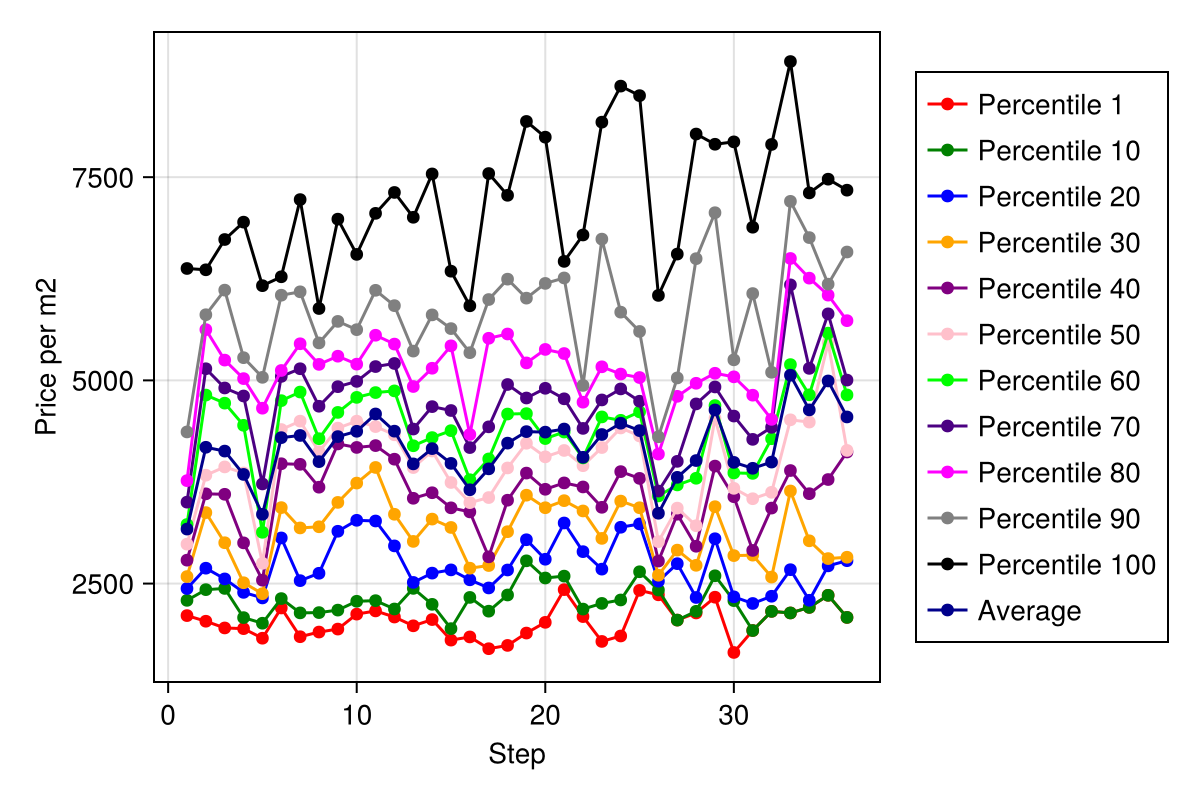 7500
5000
2500
Price per m2
0 10 20 30
Step
Percentile 1
Percentile 10
Percentile 20
Percentile 30
Percentile 40
Percentile 50
Percentile 60
Percentile 70
Percentile 80
Percentile 90
Percentile 100
Average